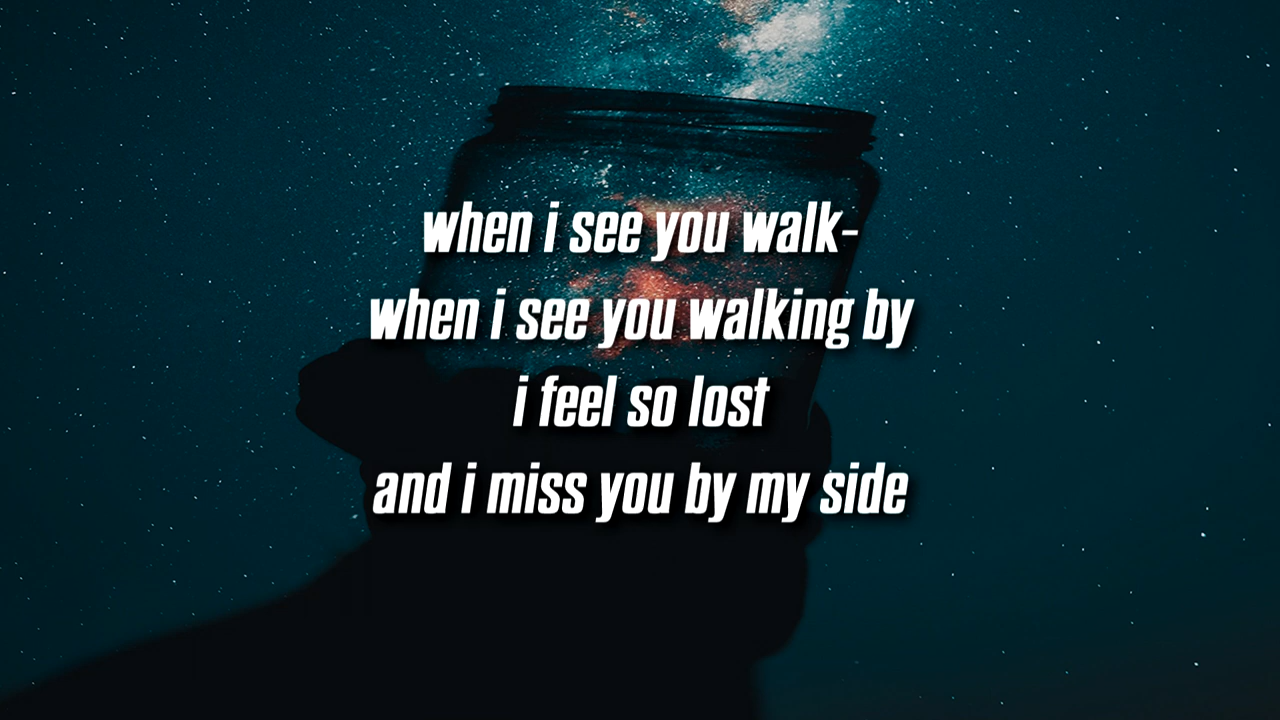 when i see you walk-
when i see you walking by
i feel so lost
and i miss you by my side